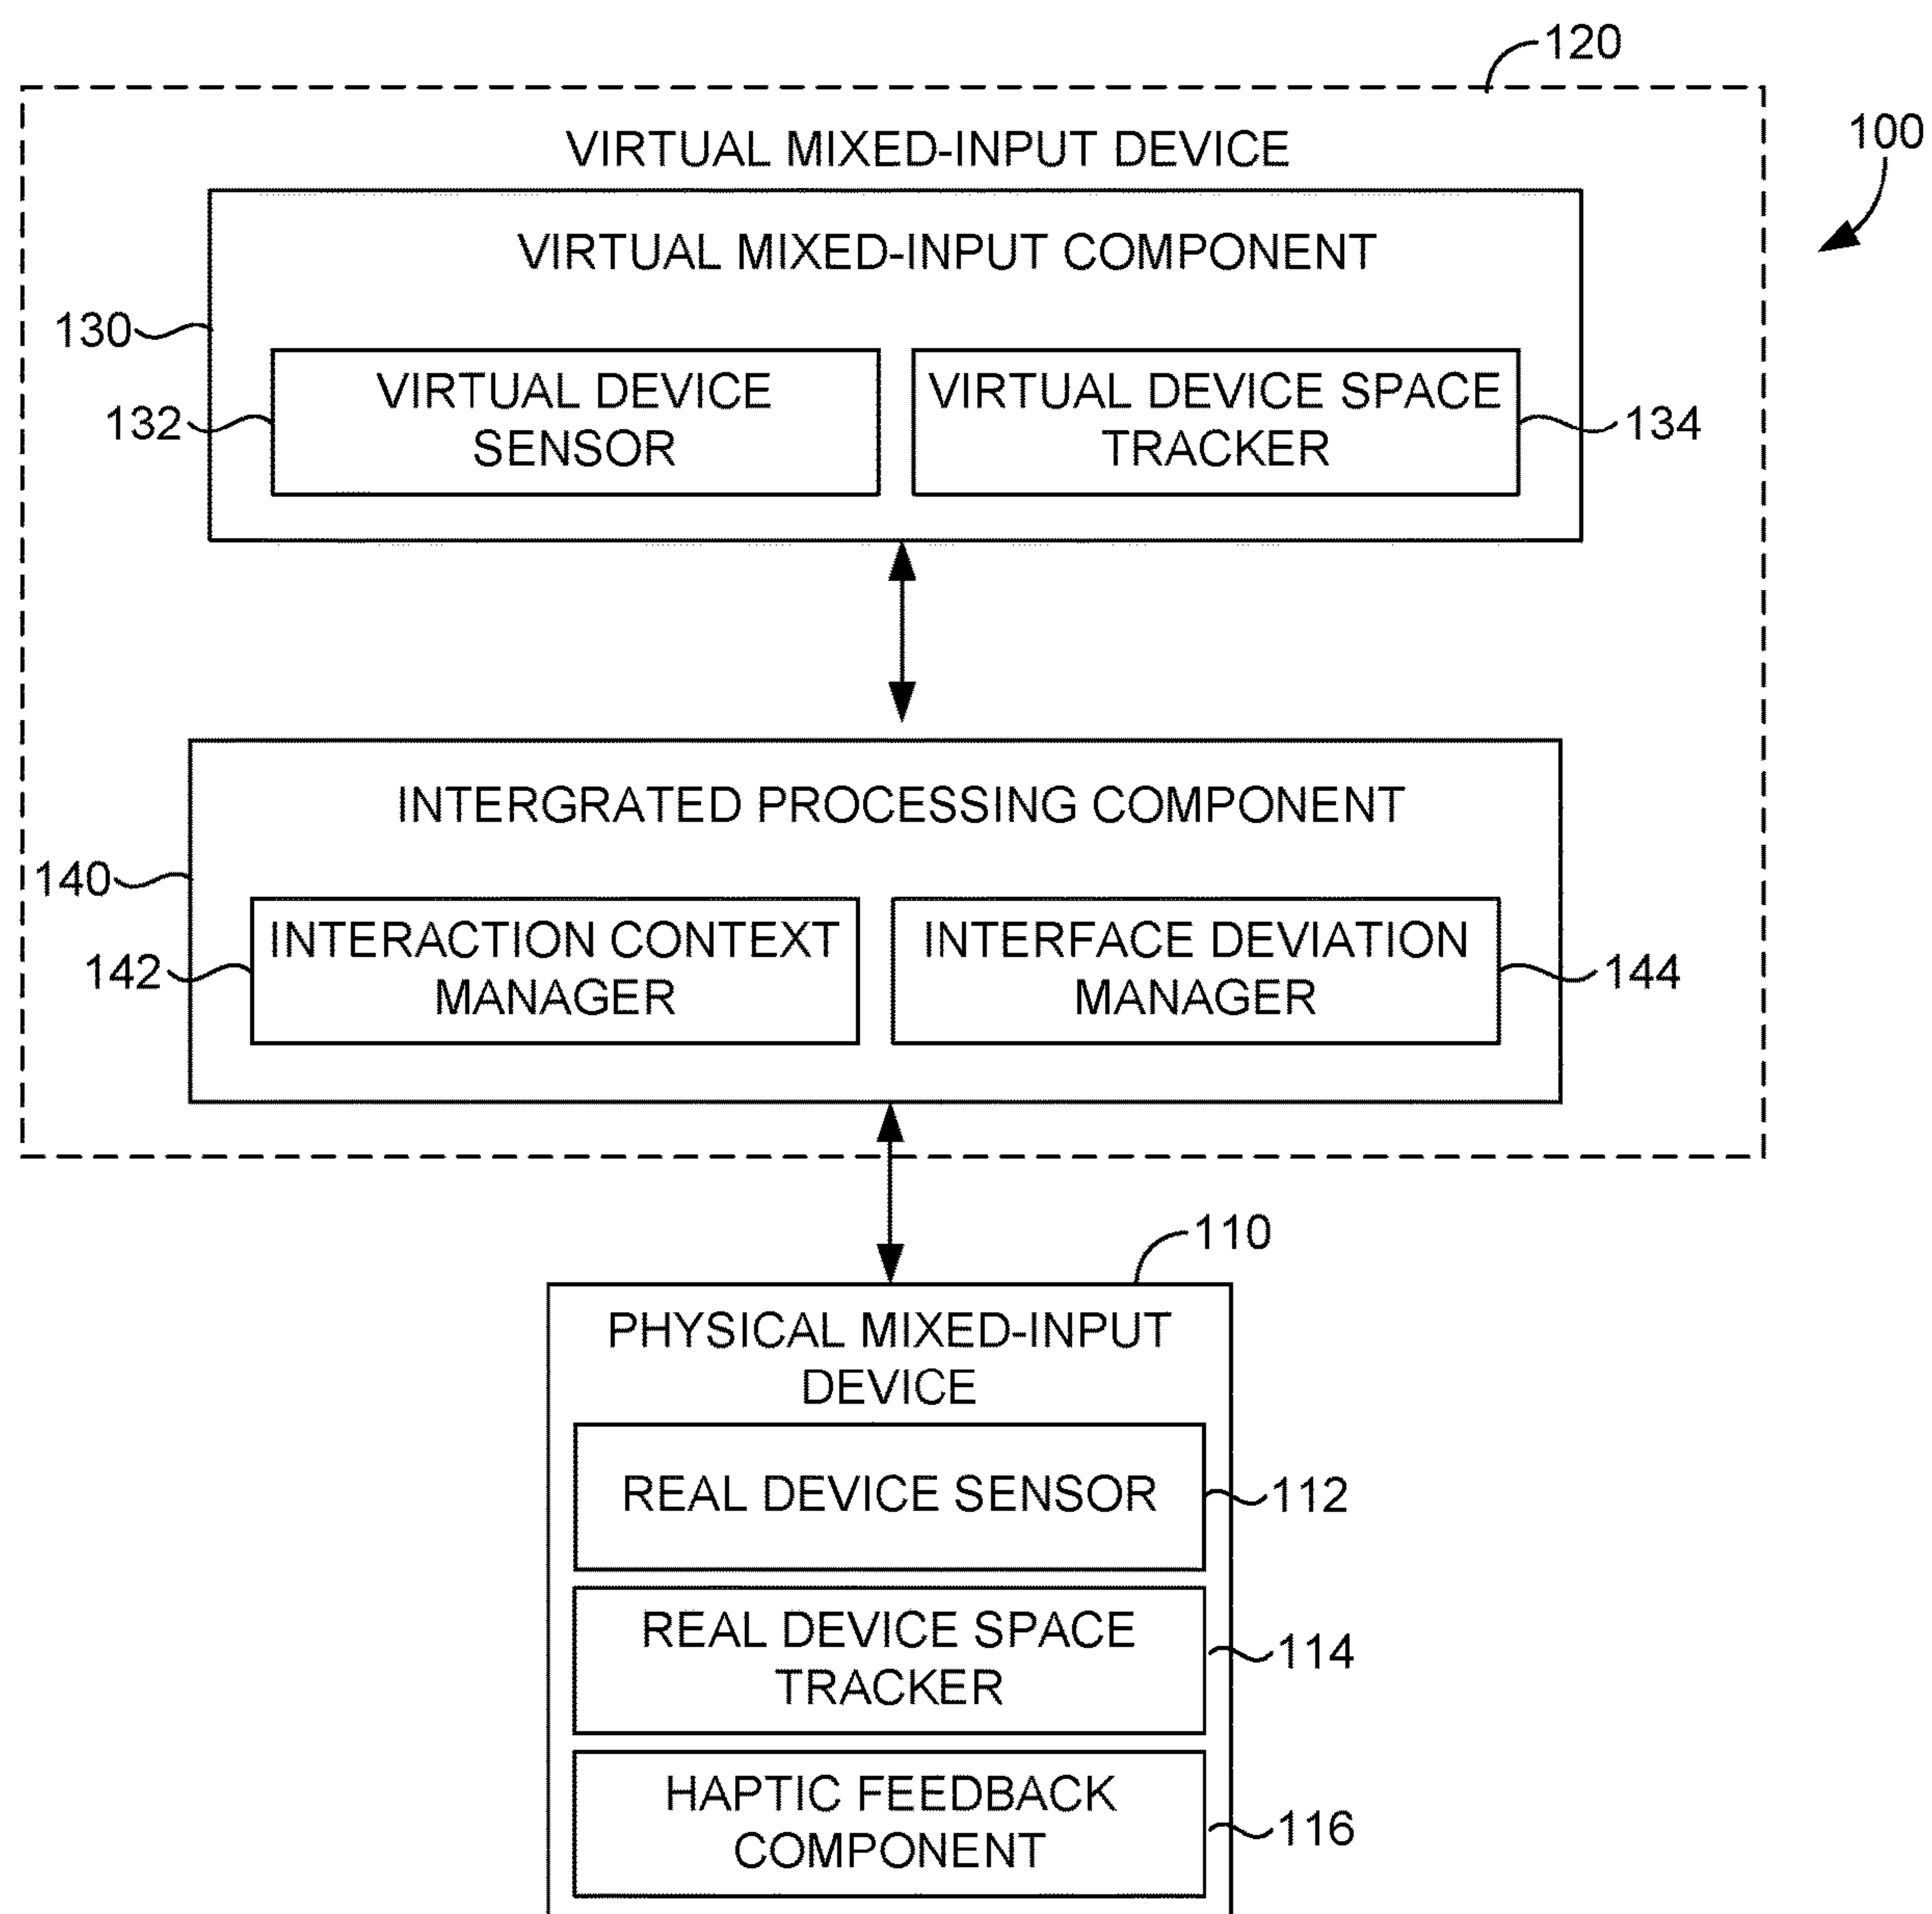 120
100
VIRTUAL MIXED-INPUT DEVICE
VIRTUAL MIXED-INPUT COMPONENT
130
VIRTUAL DEVICE
SENSOR
132
VIRTUAL DEVICE SPACE
TRACKER
134
INTERGRATED PROCESSING COMPONENT
140
INTERACTION CONTEXT
MANAGER
142
INTERFACE DEVIATION
MANAGER
144
110
PHYSICAL MIXED-INPUT
DEVICE
REAL DEVICE SENSOR
112
REAL DEVICE SPACE
TRACKER
114
HAPTIC FEEDBACK
COMPONENT
116